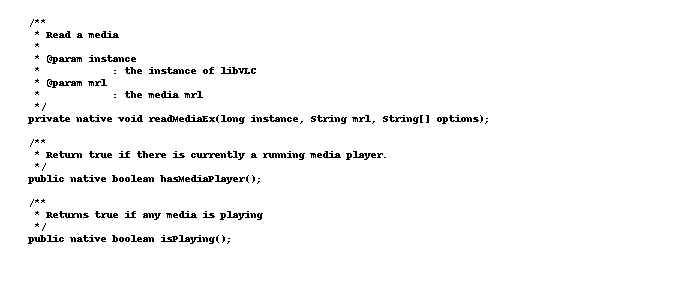 /**
 * Read a media
 *
 * @param instance
 *            : the instance of libVLC
 * @param mrl
 *            : the media mrl
 */
private native void readMediaEx(long instance, String mrl, String[] options);

/**
 * Return true if there is currently a running media player.
 */
public native boolean hasMediaPlayer();

/**
 * Returns true if any media is playing
 */
public native boolean isPlaying();